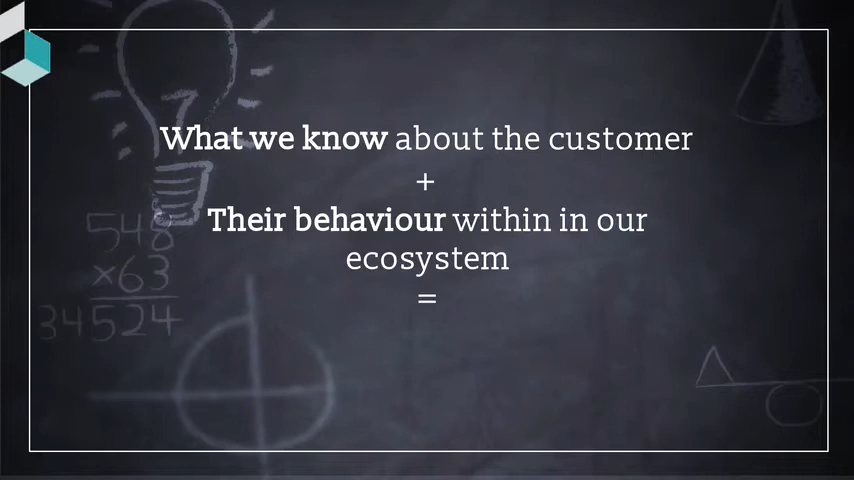 What we know about the customer
+
Their behaviour within in our
ecosystem
=
548
×63
34524